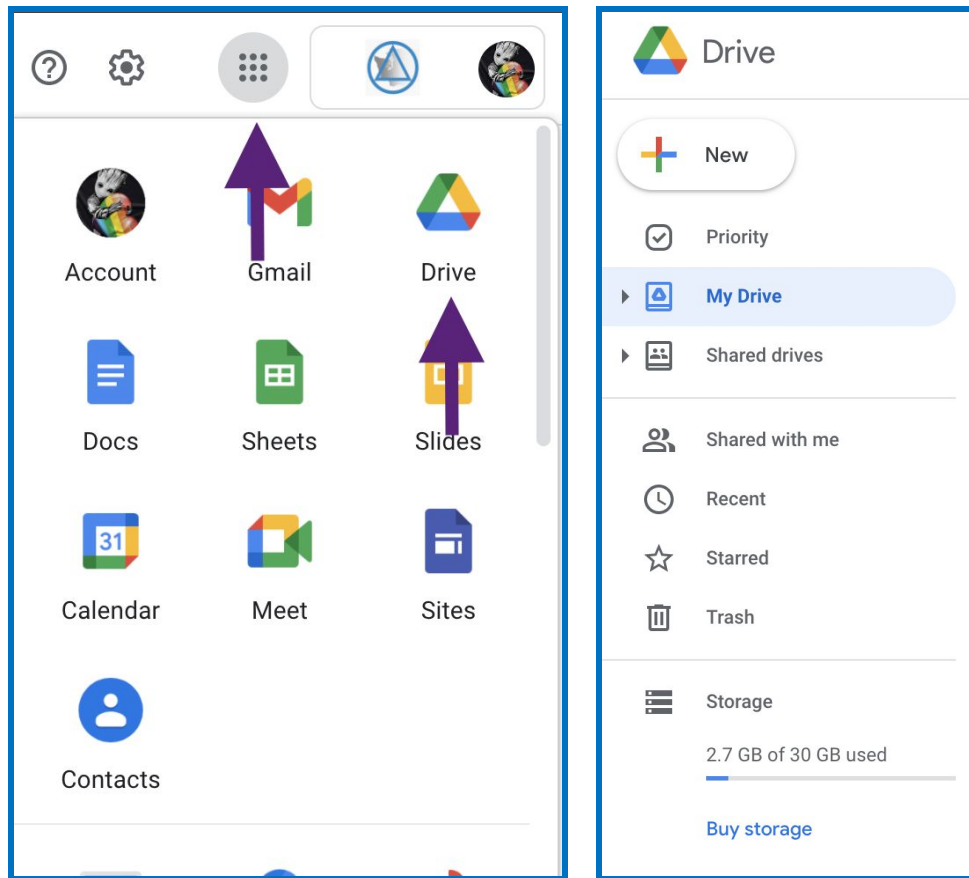 Account Gmail Drive
Docs Sheets Slides
31
Calendar Meet Sites
Contacts
Drive
New
Priority
My Drive
Shared drives
Shared with me
Recent
Starred
Trash
Storage
2.7 GB of 30 GB used
Buy storage